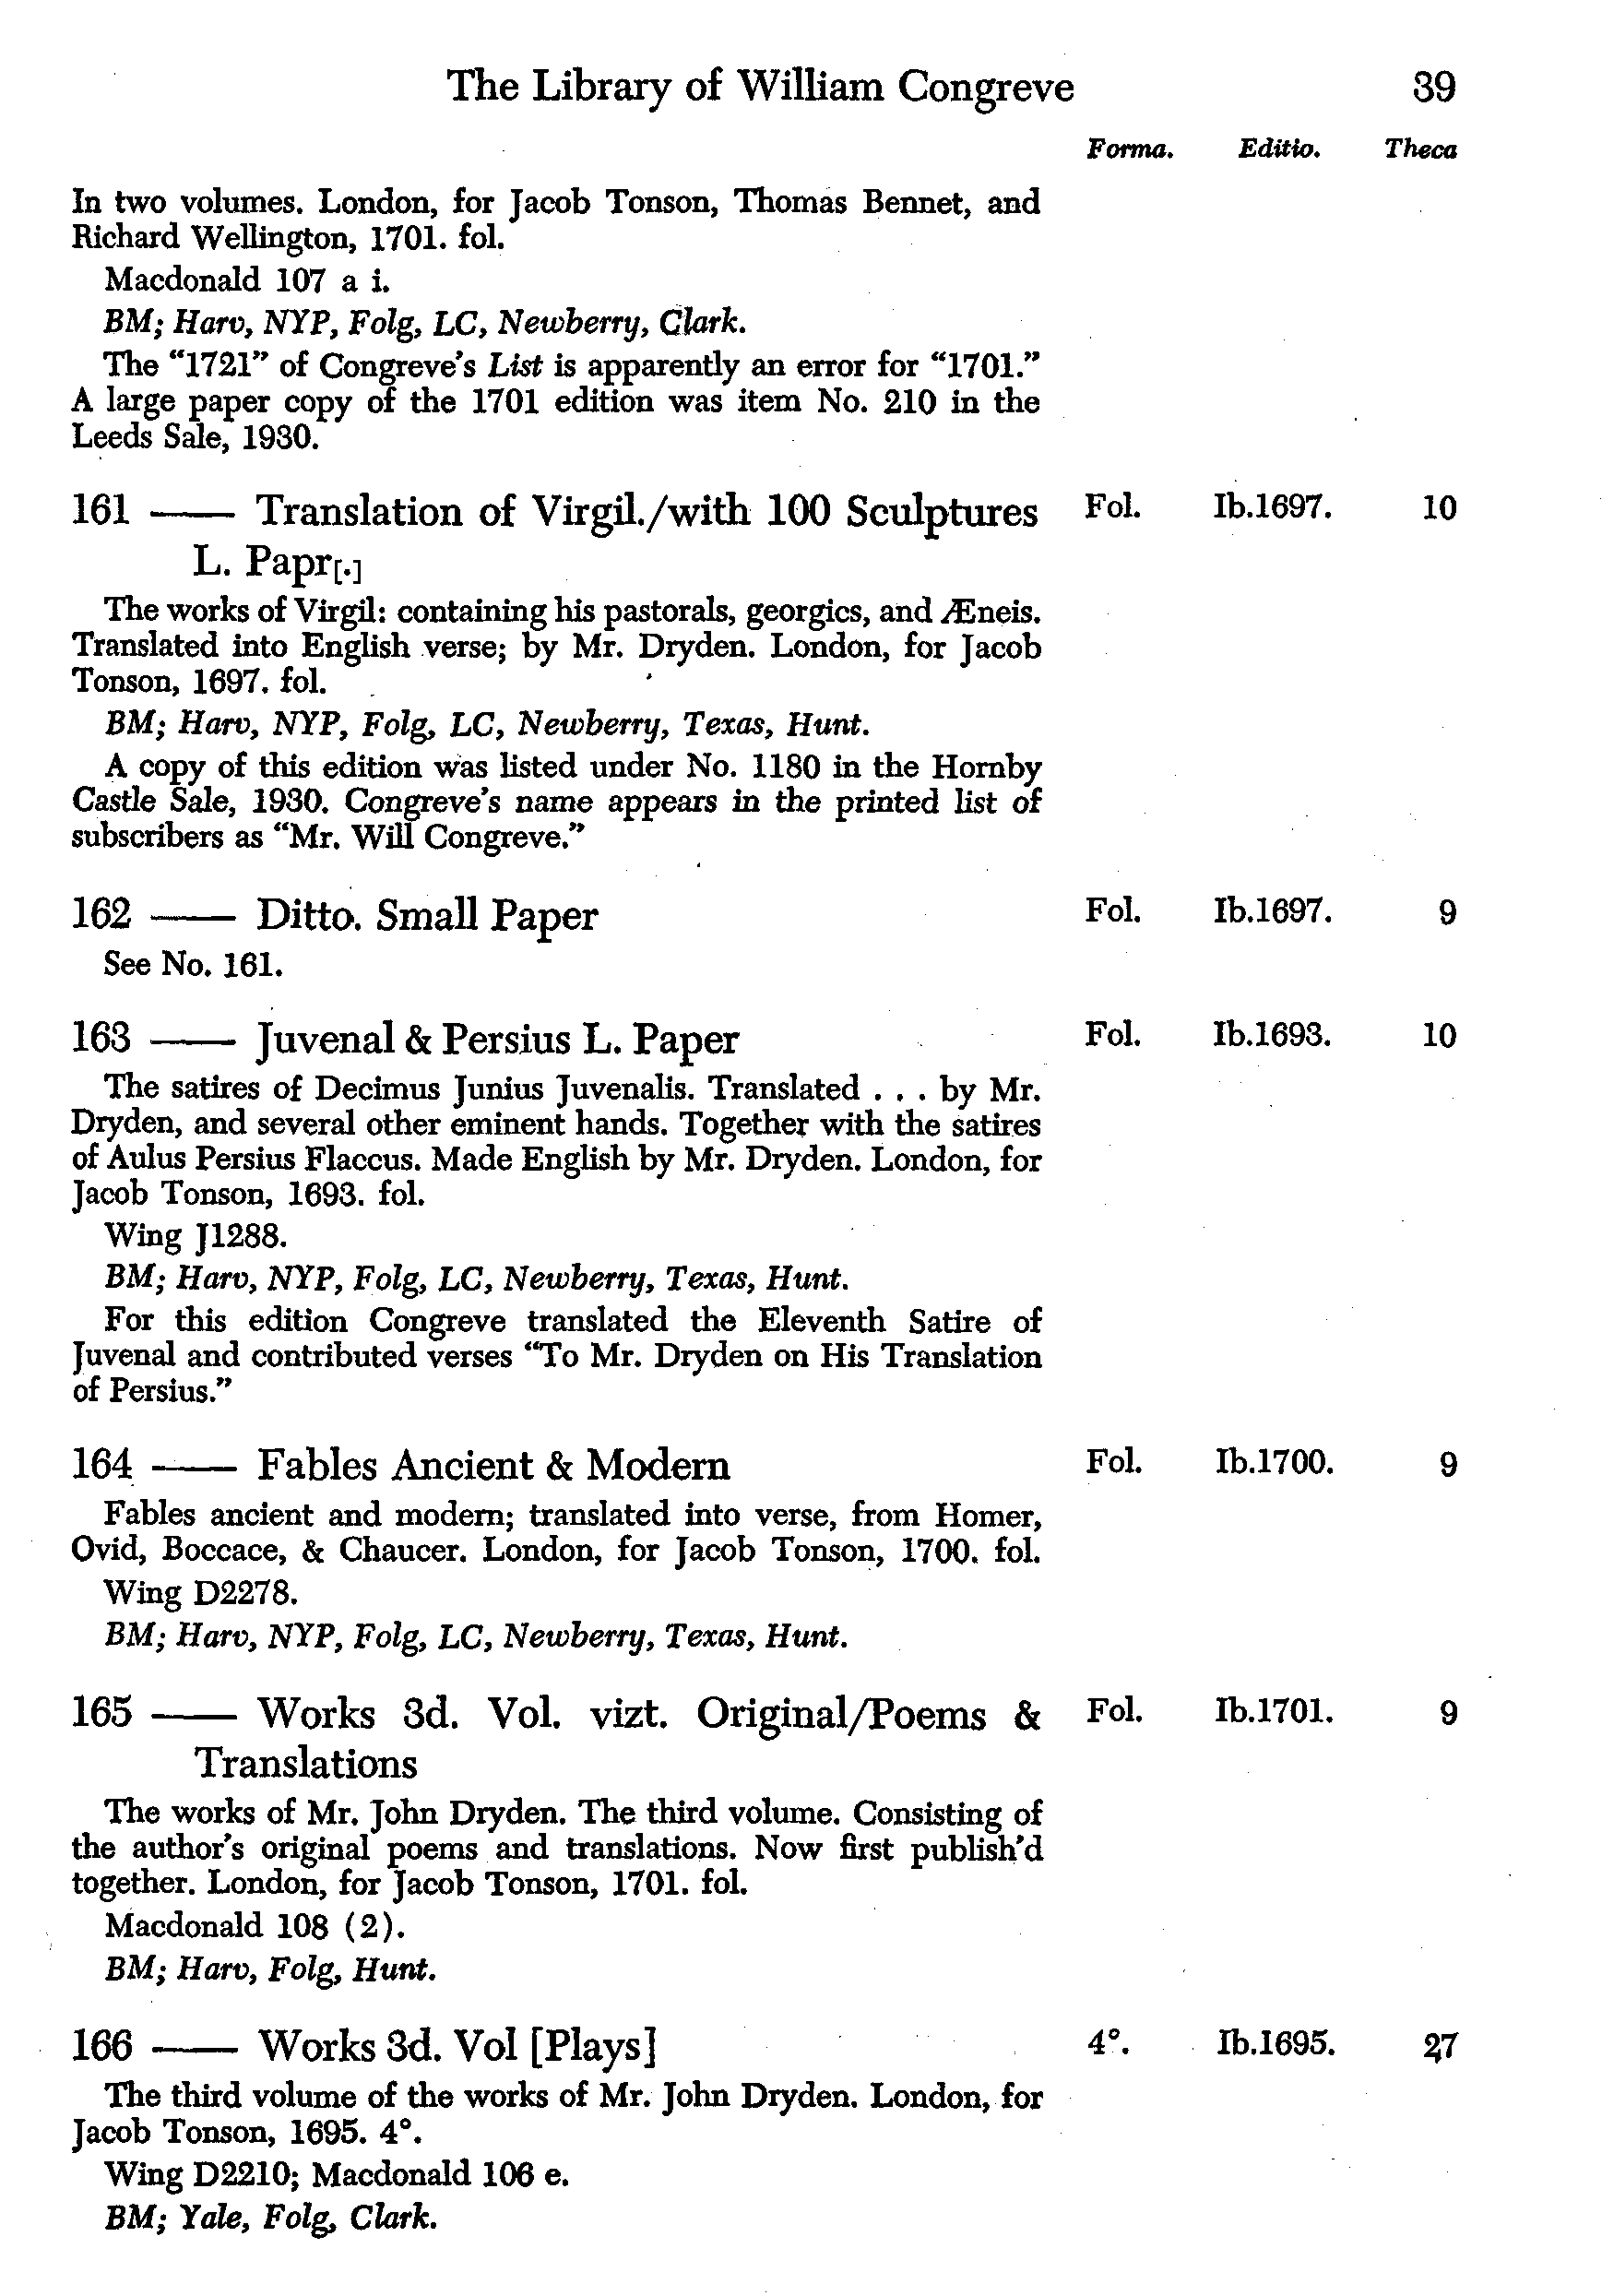 The Library of William Congreve 39
Forma. Editio. Theca
In two volumes. London, for Jacob Tonson, Thomas Bennet, and
Richard Wellington, 1701. fol.
Macdonald 107 a i.
BM; Harv, NYP, Folg, LC, Newberry, Clark.
The “1721” of Congreve’s List is apparently an error for “1701.”
A large paper copy of the 1701 edition was item No. 210 in the
Leeds Sale, 1930.
161 —— Translation of Virgil./with 100 Sculptures Fol. Ib.1697. 10
L. Papr[.]
The works of Virgil: containing his pastorals, georgics, and Æneis.
Translated into English verse; by Mr. Dryden. London, for Jacob
Tonson, 1697. fol.
BM; Harv, NYP, Folg, LC, Newberry, Texas, Hunt.
A copy of this edition was listed under No. 1180 in the Hornby
Castle Sale, 1930. Congreve’s name appears in the printed list of
subscribers as “Mr. Will Congreve.”
162 —— Ditto. Small Paper Fol. Ib.1697. 9
See No. 161.
163 —— Juvenal & Persius L. Paper Fol. Ib.1693. 10
The satires of Decimus Junius Juvenalis. Translated . . . by Mr.
Dryden, and several other eminent hands. Together with the satires
of Aulus Persius Flaccus. Made English by Mr. Dryden. London, for
Jacob Tonson, 1693. fol.
Wing J1288.
BM; Harv, NYP, Folg, LC, Newberry, Texas, Hunt.
For this edition Congreve translated the Eleventh Satire of
Juvenal and contributed verses “To Mr. Dryden on His Translation
of Persius.”
164 —— Fables Ancient & Modern Fol. Ib.1700. 9
Fables ancient and modern; translated into verse, from Homer,
Ovid, Boccace, & Chaucer. London, for Jacob Tonson, 1700. fol.
Wing D2278.
BM; Harv, NYP, Folg, LC, Newberry, Texas, Hunt.
165 —— Works 3d. Vol. vizt. Original/Poems & Fol. Ib.1701. 9
Translations
The works of Mr. John Dryden. The third volume. Consisting of
the author’s original poems and translations. Now first publish’d
together. London, for Jacob Tonson, 1701. fol.
Macdonald 108 (2).
BM; Harv, Folg, Hunt.
166 —— Works 3d. Vol [Plays] 4°. Ib.1695. 27
The third volume of the works of Mr. John Dryden. London, for
Jacob Tonson, 1695. 4°.
Wing D2210; Macdonald 106 e.
BM; Yale, Folg, Clark.